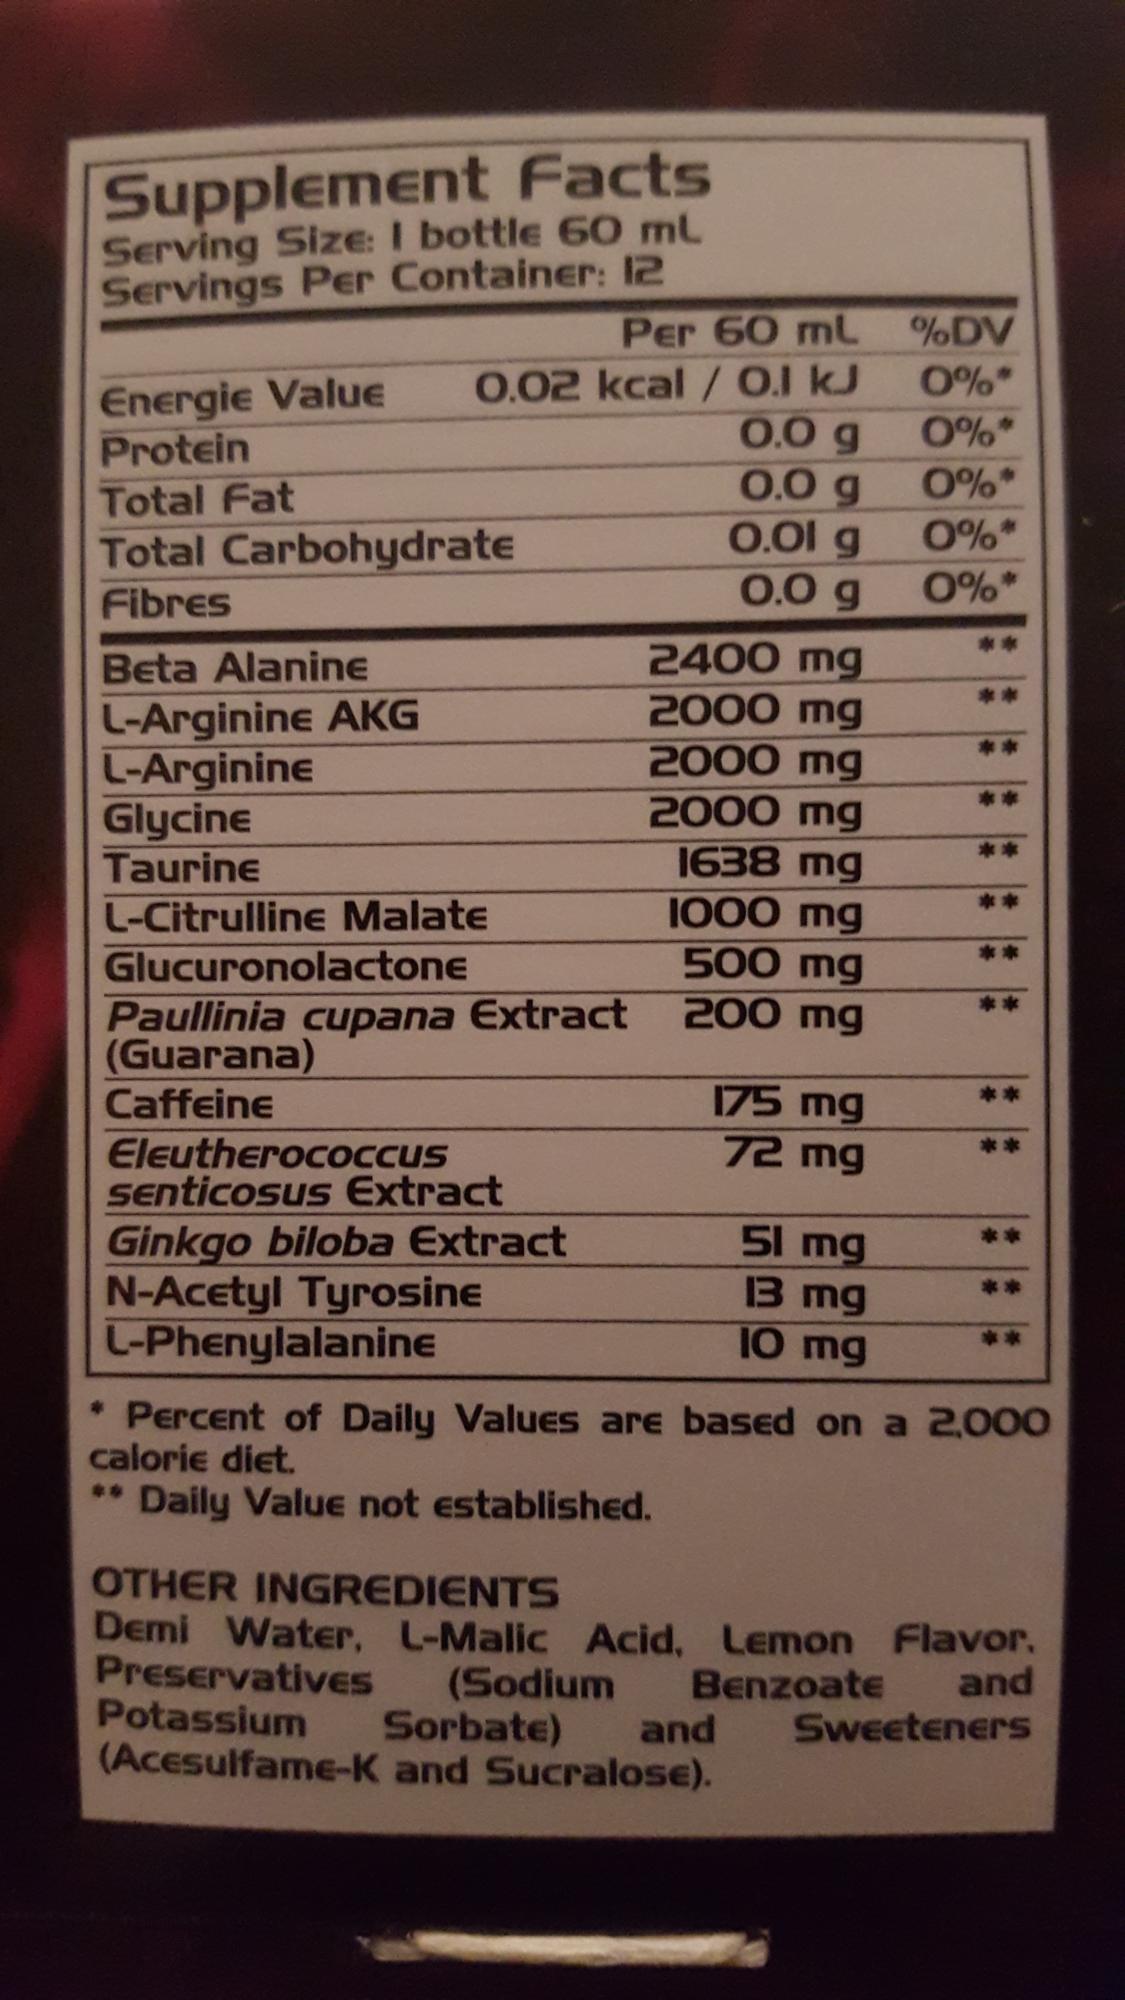 Supplement Facts
Serving Size: 1 bottle 60 mL
Servings Per Container: 12
Per 60 mL %DV
Energie Value 0.02 kcal / 0.1 kJ 0%*
Protein 0.0 g 0%*
Total Fat 0.0 g 0%*
Total Carbohydrate 0.01 g 0%*
Fibres 0.0 g 0%*
Beta Alanine 2400 mg **
L-Arginine AKG 2000 mg **
L-Arginine 2000 mg **
Glycine 2000 mg **
Taurine 1638 mg **
L-Citrulline Malate 1000 mg **
Glucuronolactone 500 mg **
Paullinia cupana Extract 200 mg **
(Guarana)
Caffeine 175 mg **
Eleutherococcus 72 mg **
senticosus Extract
Ginkgo biloba Extract 51 mg **
N-Acetyl Tyrosine 13 mg **
L-Phenylalanine 10 mg **
* Percent of Daily Values are based on a 2,000
calorie diet.
** Daily Value not established.
OTHER INGREDIENTS
Demi Water, L-Malic Acid, Lemon Flavor,
Preservatives (Sodium Benzoate and
Potassium Sorbate) and Sweeteners
(Acesulfame-K and Sucralose).